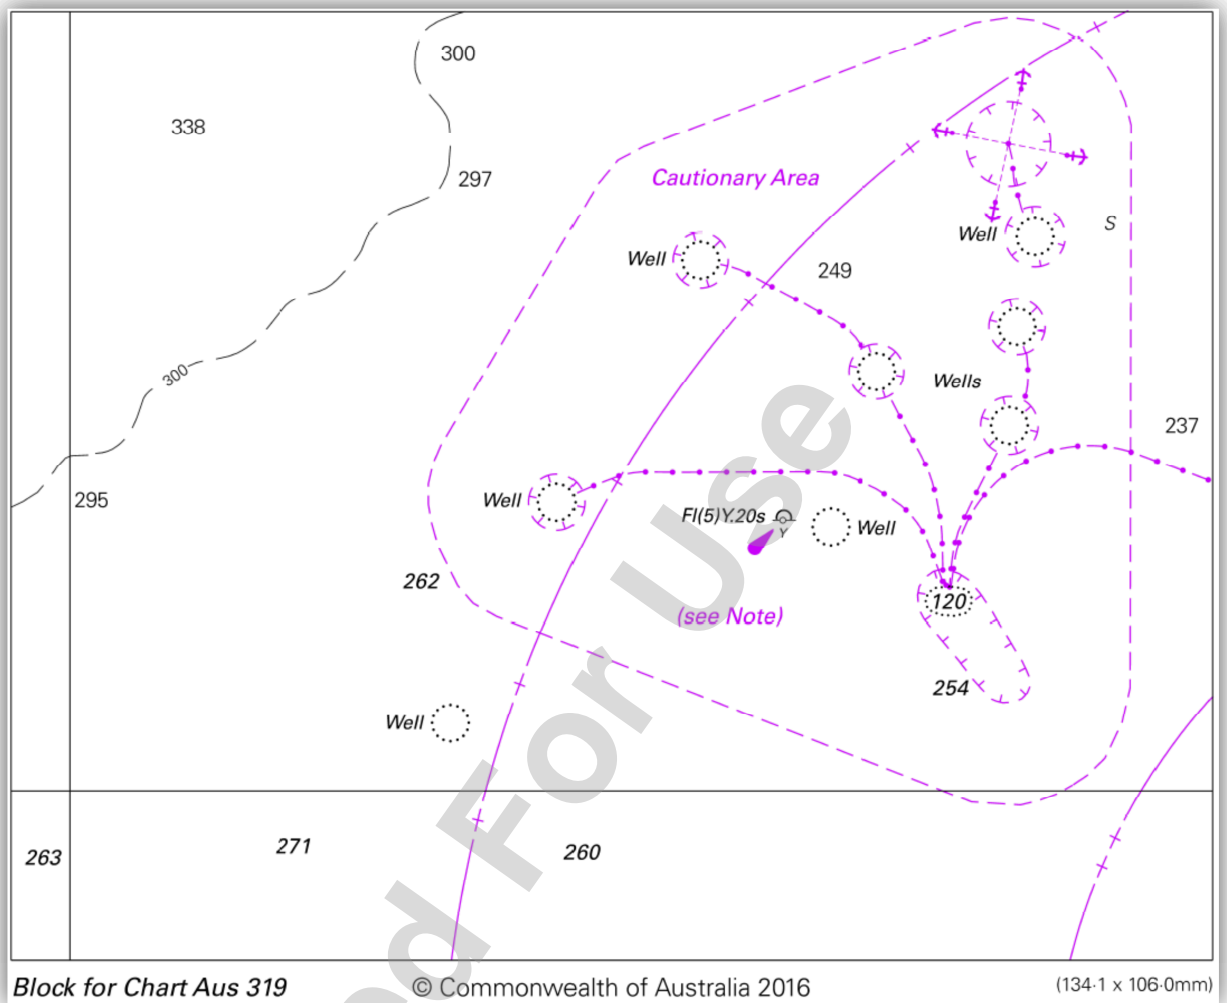 300
338
297
Cautionary Area
S
Well
Well
249
300
Wells
237
295
Well
Fl(5)Y.20s
Y
Well
262
120
(see Note)
254
Well
263
271
260
ed For Use
Block for Chart Aus 319
© Commonwealth of Australia 2016
(134·1 x 106·0mm)